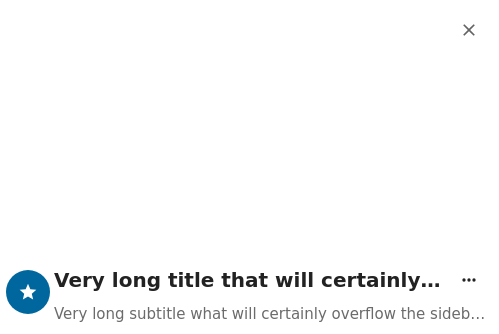 Very long title that will certainly…
Very long subtitle what will certainly overflow the sideb…